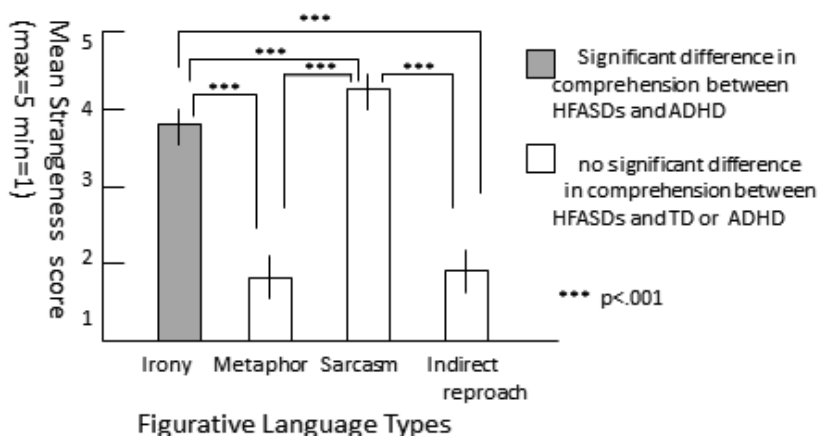 ***
5
***
***
***
***
4
3
2
1
Mean Strangeness score
(max=5 min=1)
Irony
Metaphor
Sarcasm
Indirect
reproach
Figurative Language Types
Significant difference in
comprehension between
HFASDs and ADHD
no significant difference
in comprehension between
HFASDs and TD or ADHD
*** p<.001